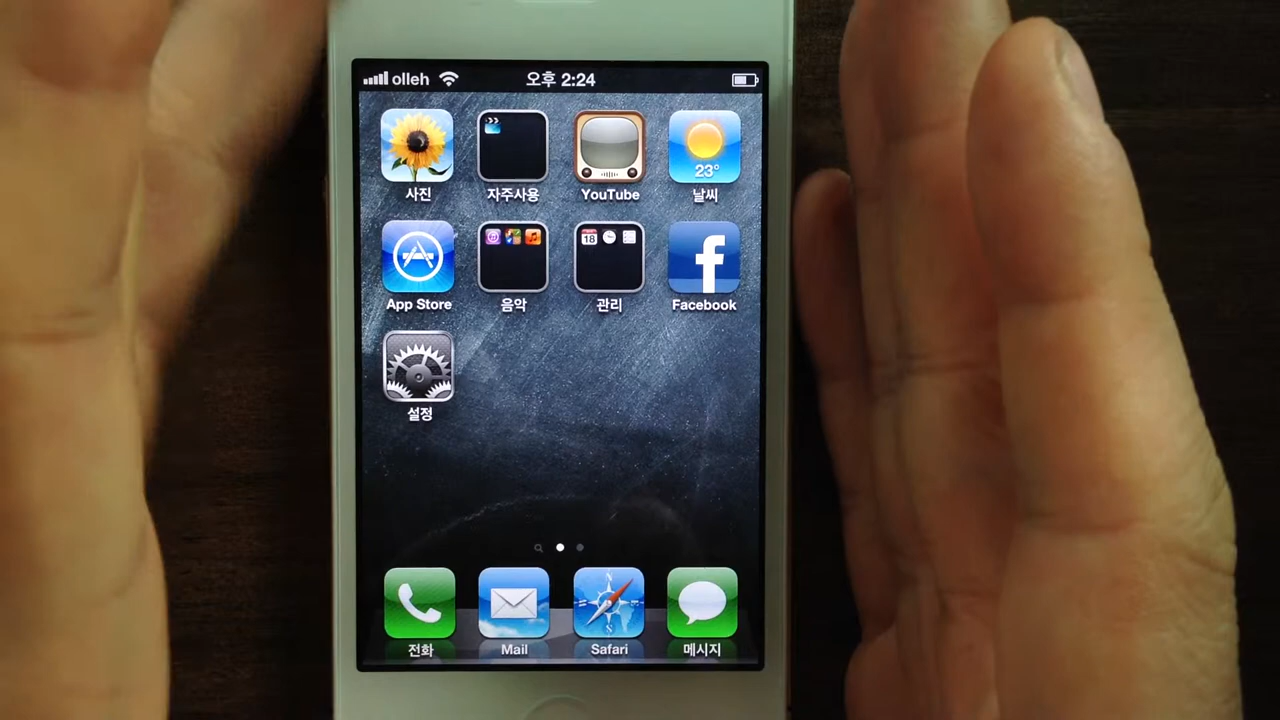 olleh 오후 2:24
사진 자주사용 YouTube 날씨
23°
App Store 음악 관리 Facebook
18
설정
전화 Mail Safari 메시지